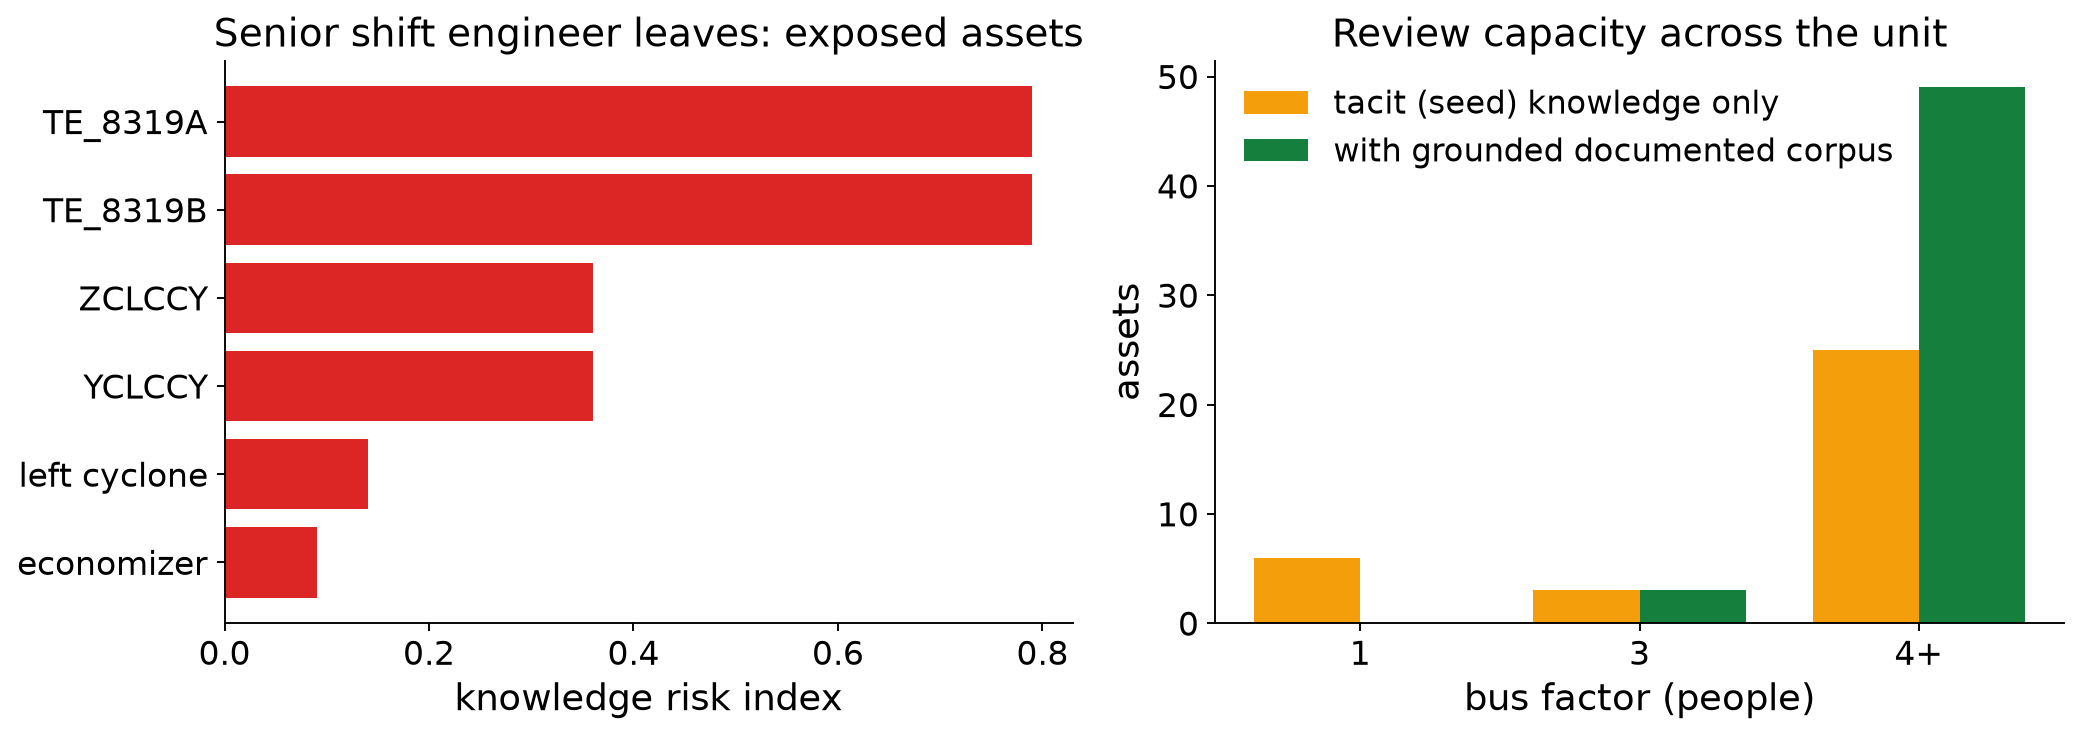 Senior shift engineer leaves: exposed assets
TE_8319A
TE_8319B
ZCLCCY
YCLCCY
left cyclone
economizer
0.0 0.2 0.4 0.6 0.8
knowledge risk index
Review capacity across the unit
tacit (seed) knowledge only
with grounded documented corpus
assets
50
40
30
20
10
0
1 3 4+
bus factor (people)